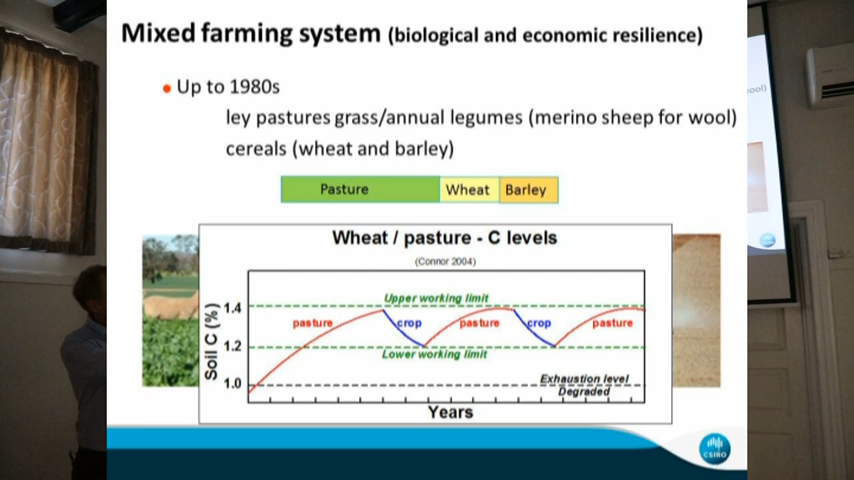 Mixed farming system (biological and economic resilience)
Up to 1980s
ley pastures grass/annual legumes (merino sheep for wool)
cereals (wheat and barley)
Pasture Wheat Barley
Wheat / pasture - C levels
(Connor 2004)
Upper working limit
1.4
pasture crop pasture crop pasture
1.2
Lower working limit
Soil C (%)
1.0
Exhaustion level
Degraded
Years
CSIRO
ool)